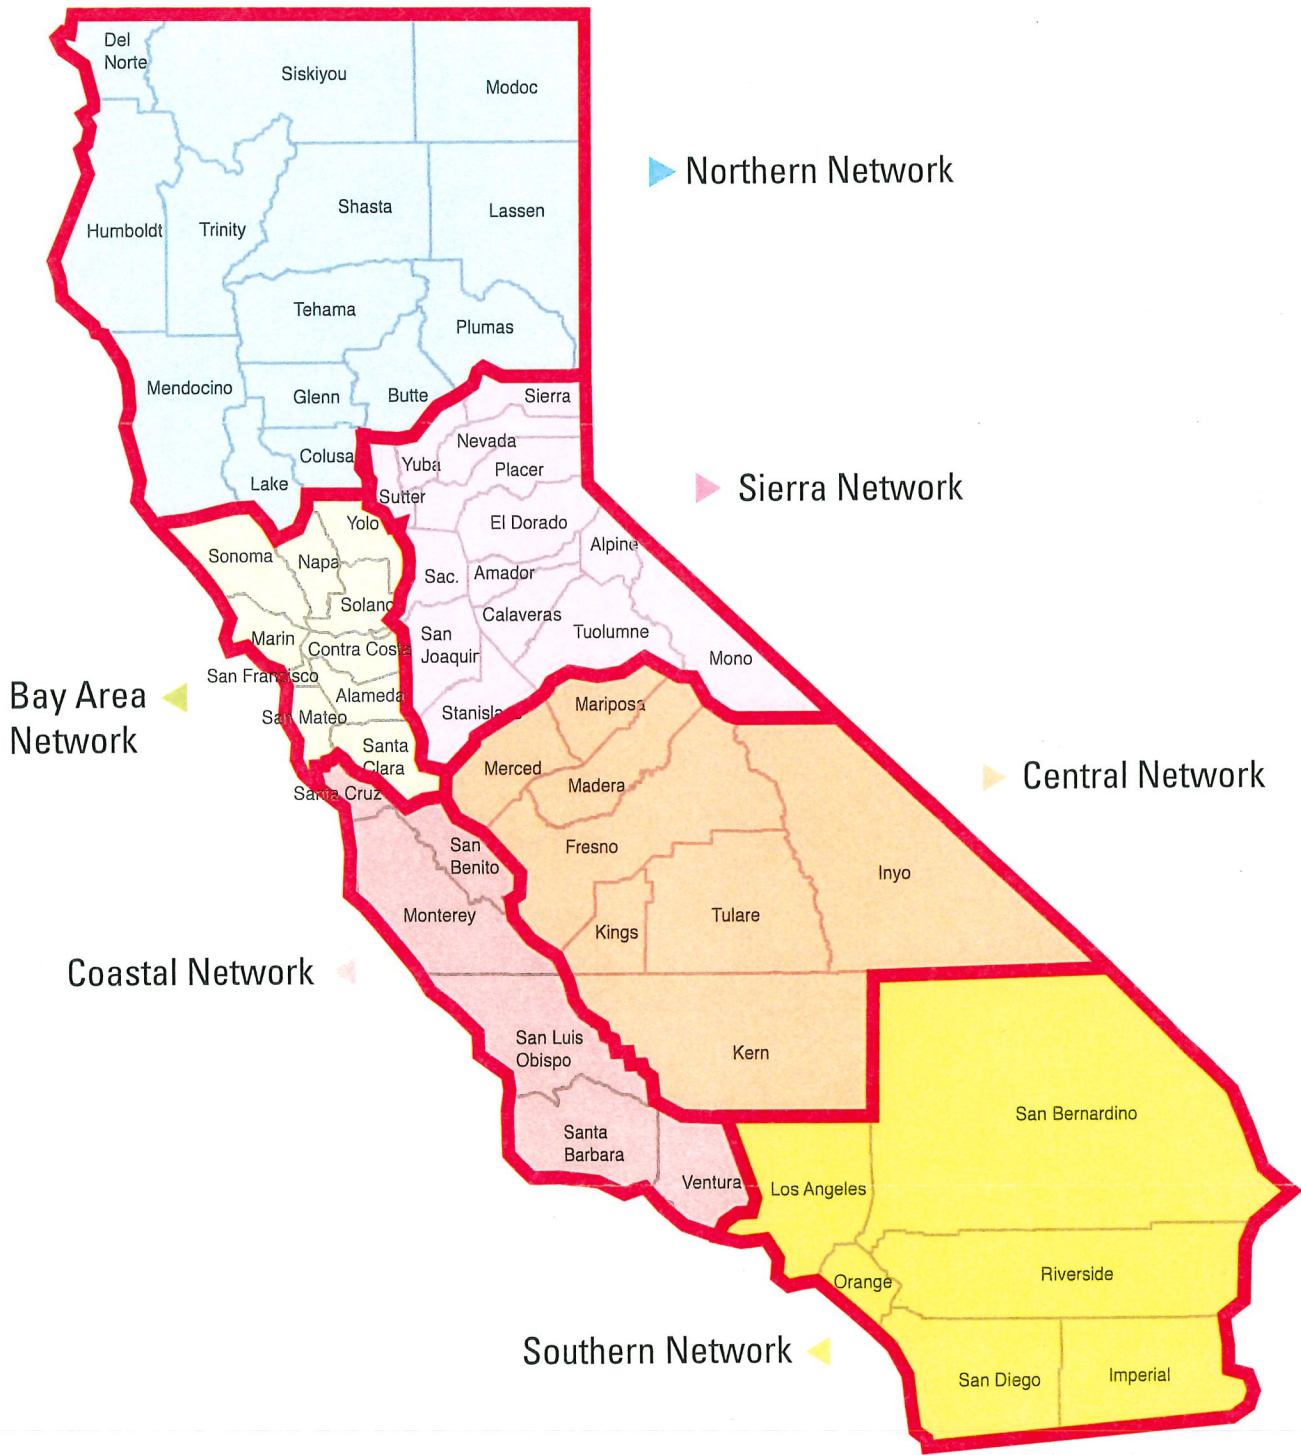 Del
Norte
Siskiyou
Modoc
Northern Network
Shasta
Lassen
Humboldt
Trinity
Tehama
Plumas
Mendocino
Glenn
Butte
Sierra
Nevada
Colusa
Yuba
Placer
Lake
Sutter
Sierra Network
Yolo
El Dorado
Sonoma
Napa
Alpine
Sac.
Amador
Solano
Calaveras
Marin
San
Joaquin
Tuolumne
Contra Costa
Mono
San Francisco
Bay Area
Network
Alameda
San Mateo
Stanislaus
Mariposa
Santa
Clara
Merced
Madera
Central Network
Santa Cruz
San
Benito
Fresno
Inyo
Monterey
Kings
Tulare
Coastal Network
San Luis
Obispo
Kern
San Bernardino
Santa
Barbara
Ventura
Los Angeles
Orange
Riverside
Southern Network
San Diego
Imperial